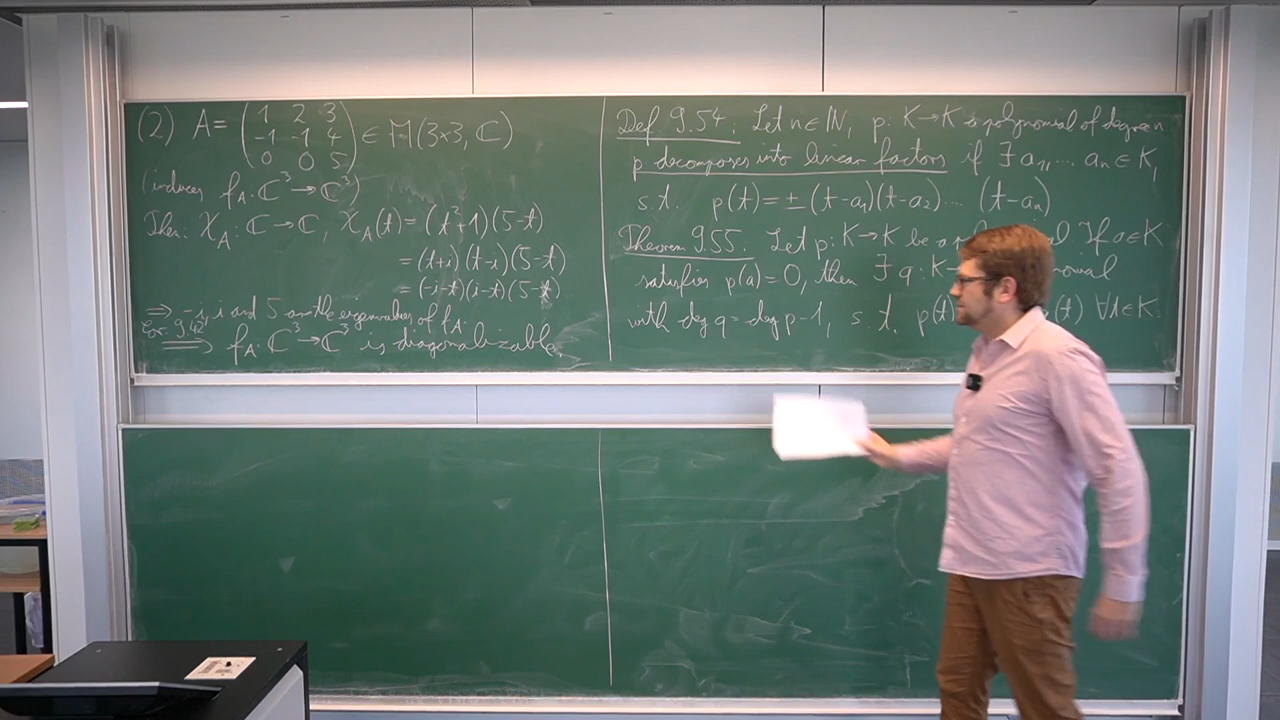 (2) A = ( 1 2 3
-1 -1 4
0 0 5 ) ∈ M(3×3, ℂ)
(induces f_A: ℂ³ → ℂ³)
Then: χ_A: ℂ → ℂ, χ_A(t) = (t²+1)(5-t)
= (t+i)(t-i)(5-t)
= (-i-t)(i-t)(5-t)
⇒ -i, i and 5 are the eigenvalues of f_A.
Cor. 9.42 ⟹ f_A: ℂ³ → ℂ³ is diagonalizable.
Def 9.54: Let n ∈ ℕ, p: K → K a polynomial of degree n
p decomposes into linear factors if ∃ a₁, ... aₙ ∈ K,
s.t. p(t) = ± (t-a₁)(t-a₂)... (t-aₙ)
Theorem 9.55: Let p: K → K be a If a ∈ K
satisfies p(a) = 0, then ∃ q: K
with deg q = deg p - 1, s.t. p(t) (t) ∀t ∈ K.